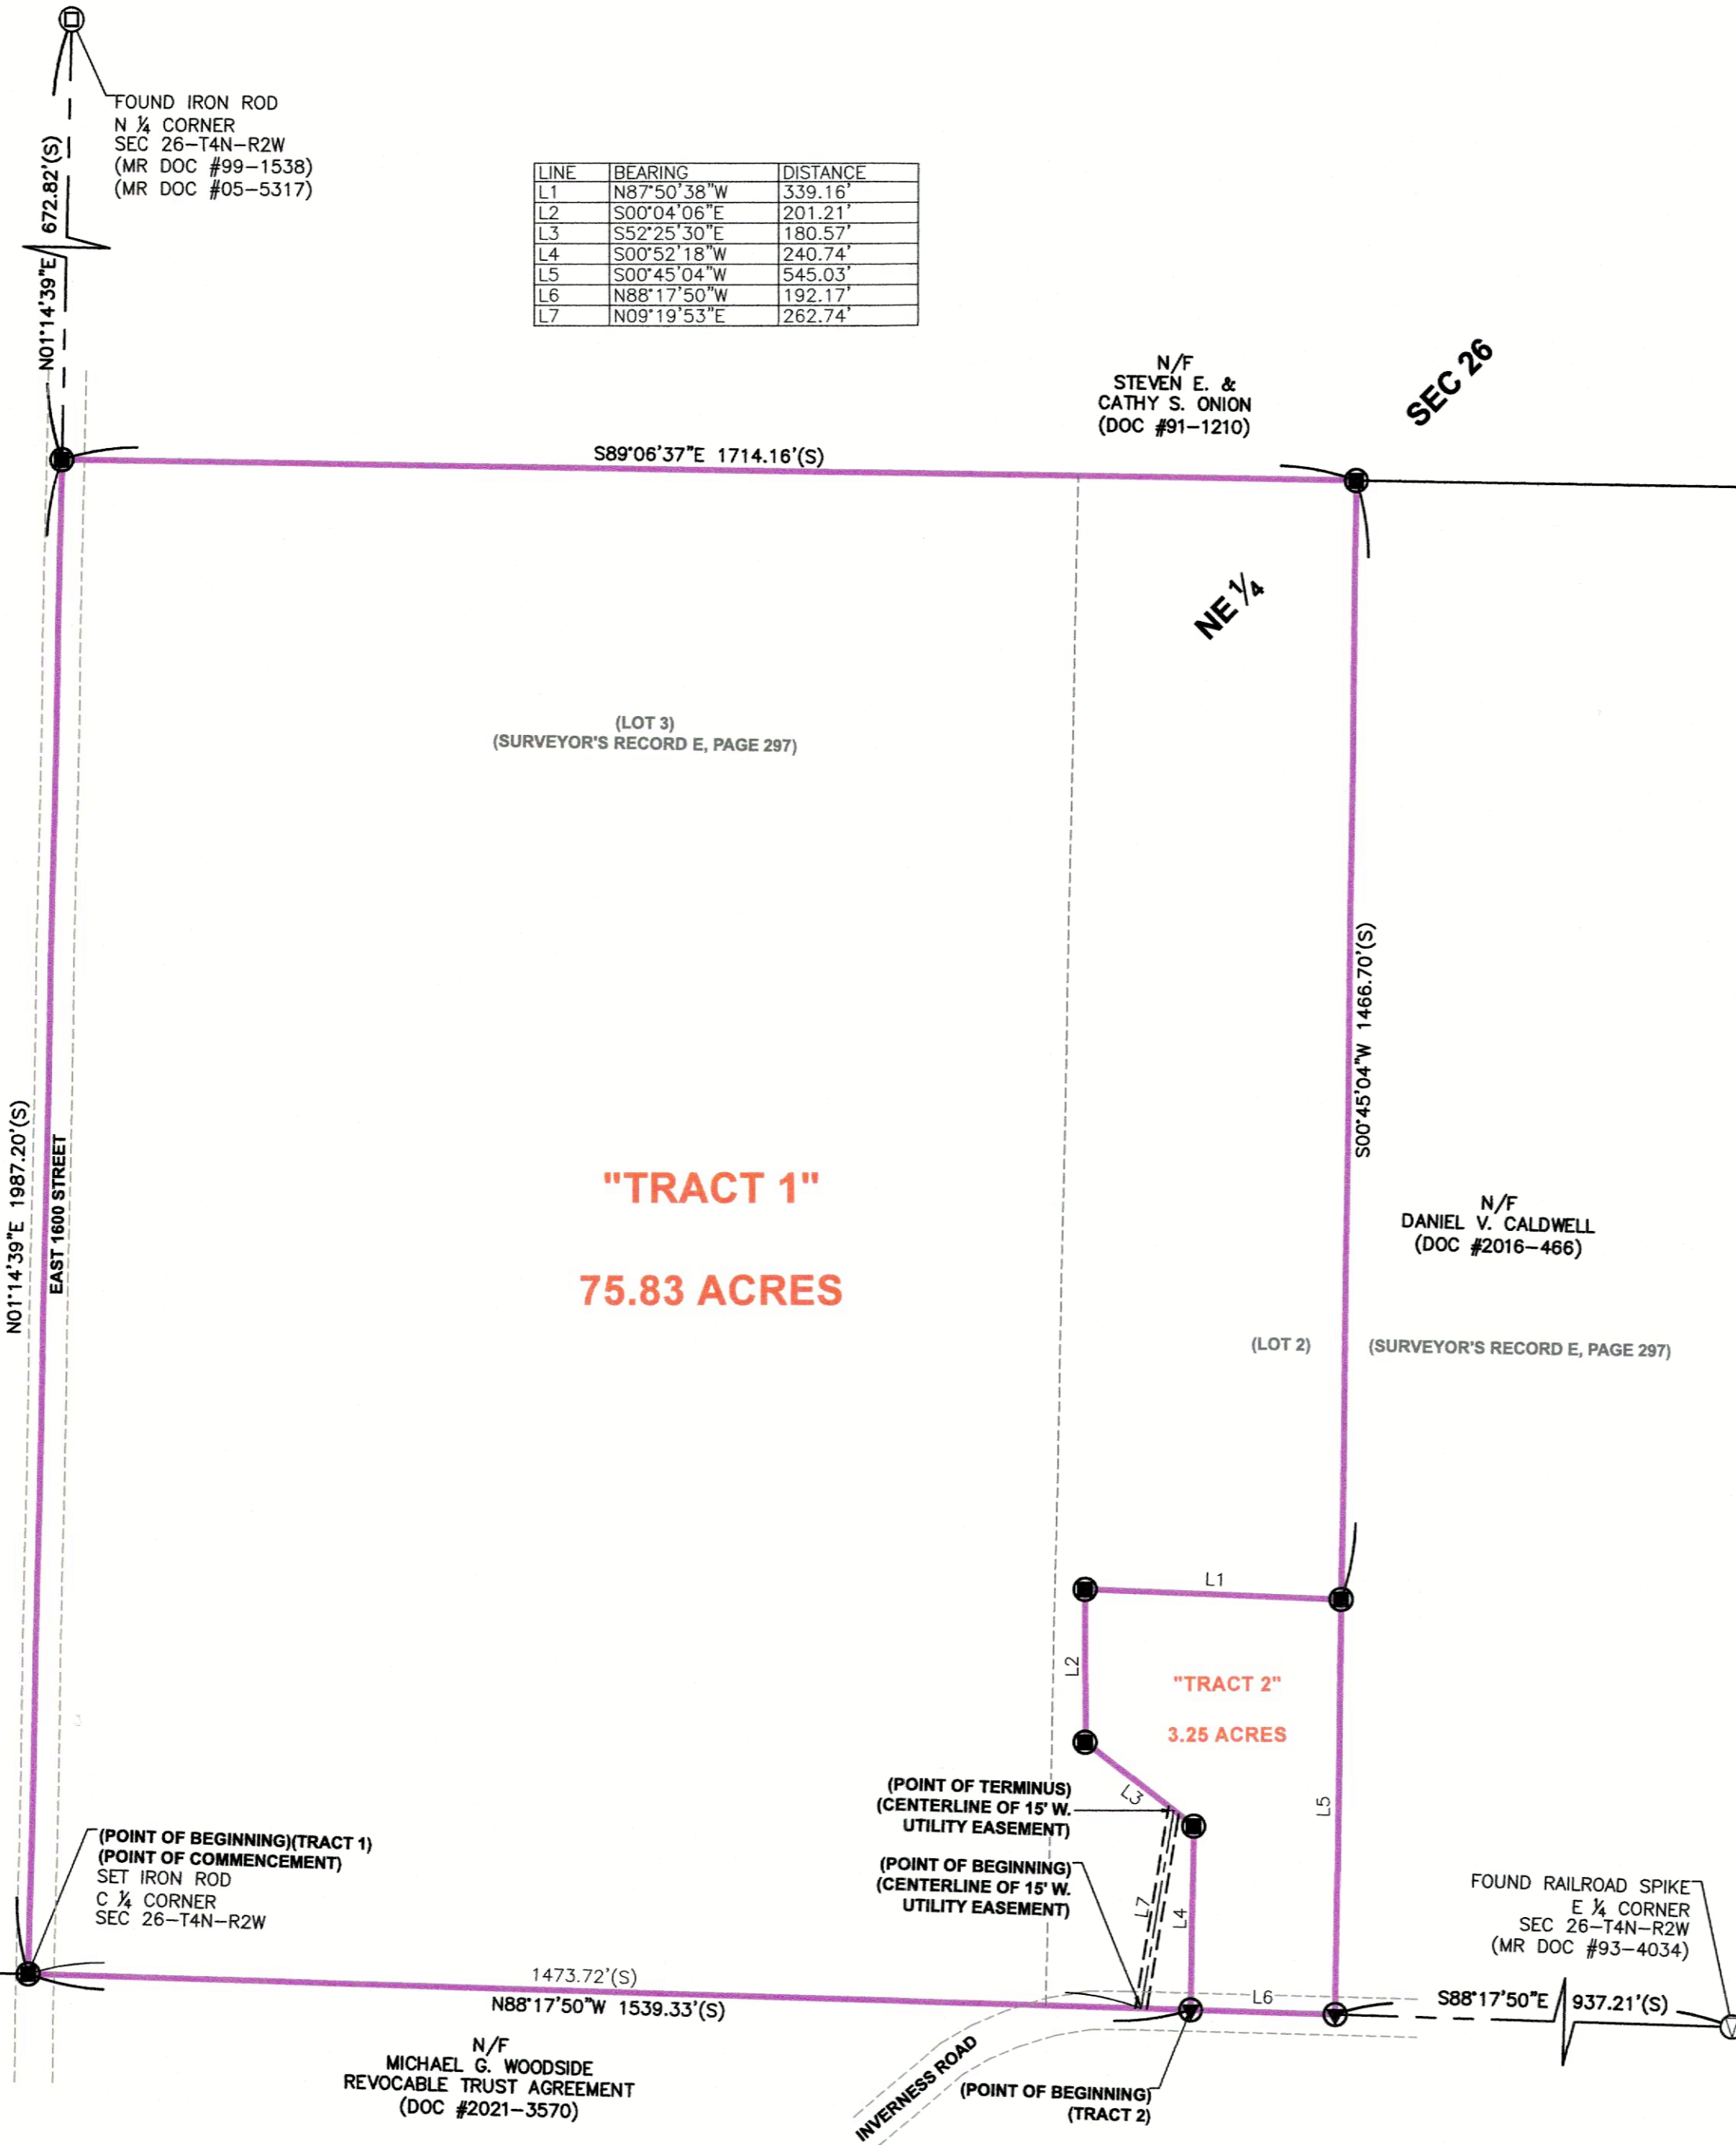 FOUND IRON ROD
N ¼ CORNER
SEC 26-T4N-R2W
(MR DOC #99-1538)
(MR DOC #05-5317)
N01°14'39"E 672.82'(S)
LINE BEARING DISTANCE
L1 N87°50'38"W 339.16'
L2 S00°04'06"E 201.21'
L3 S52°25'30"E 180.57'
L4 S00°52'18"W 240.74'
L5 S00°45'04"W 545.03'
L6 N88°17'50"W 192.17'
L7 N09°19'53"E 262.74'
N/F
STEVEN E. &
CATHY S. ONION
(DOC #91-1210)
SEC 26
S89°06'37"E 1714.16'(S)
NE ¼
(LOT 3)
(SURVEYOR'S RECORD E, PAGE 297)
S00°45'04"W 1466.70'(S)
N01°14'39"E 1987.20'(S)
EAST 1600 STREET
"TRACT 1"
75.83 ACRES
N/F
DANIEL V. CALDWELL
(DOC #2016-466)
(LOT 2)
(SURVEYOR'S RECORD E, PAGE 297)
L1
L2
"TRACT 2"
3.25 ACRES
L3
L5
(POINT OF TERMINUS)
(CENTERLINE OF 15' W.
UTILITY EASEMENT)
(POINT OF BEGINNING)
(CENTERLINE OF 15' W.
UTILITY EASEMENT)
L7
L4
(POINT OF BEGINNING)(TRACT 1)
(POINT OF COMMENCEMENT)
SET IRON ROD
C ¼ CORNER
SEC 26-T4N-R2W
FOUND RAILROAD SPIKE
E ¼ CORNER
SEC 26-T4N-R2W
(MR DOC #93-4034)
1473.72'(S)
N88°17'50"W 1539.33'(S)
L6
S88°17'50"E 937.21'(S)
N/F
MICHAEL G. WOODSIDE
REVOCABLE TRUST AGREEMENT
(DOC #2021-3570)
INVERNESS ROAD
(POINT OF BEGINNING)
(TRACT 2)